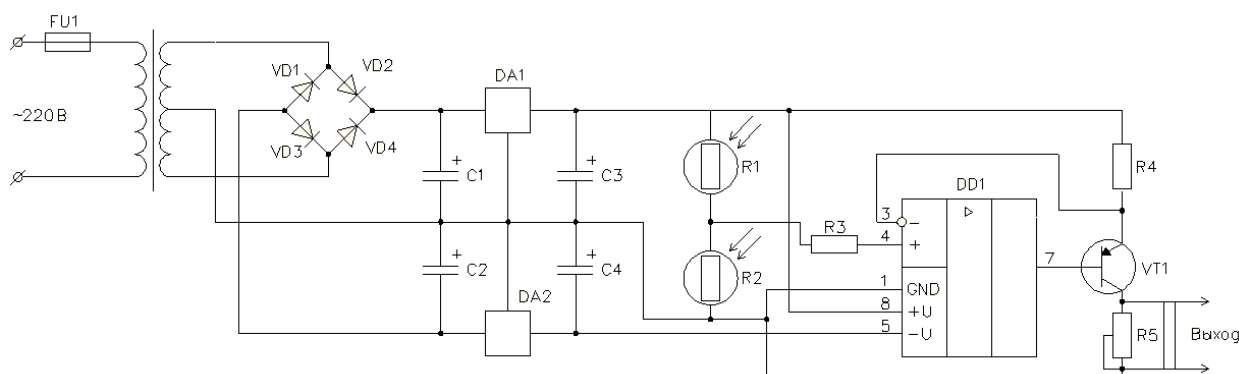 FU1
~220В
VD1
VD2
VD3
VD4
DA1
C1
+
C3
+
C2
+
C4
+
DA2
R1
R2
R3
DD1
3
-
4
+
1
GND
8
+U
5
-U
7
R4
VT1
R5
Выход